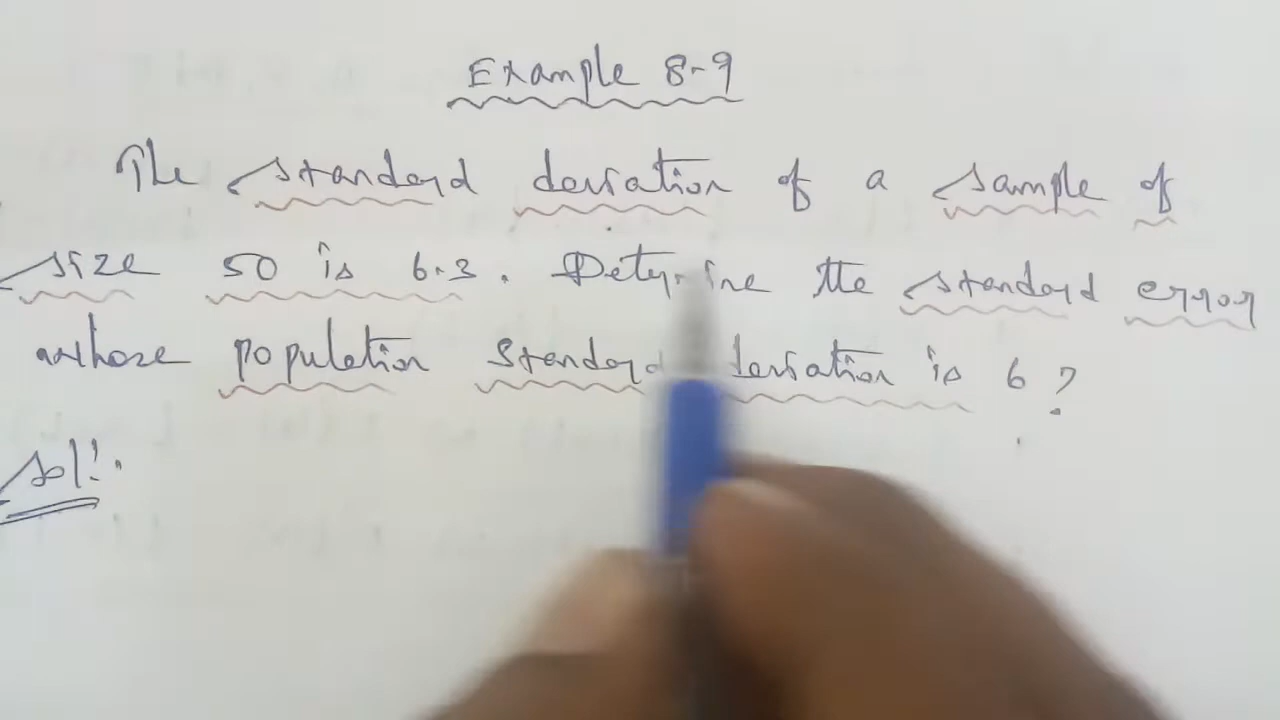 Example 8.9
The standard deviation of a sample of
size 50 is 6.3. Determine the standard error
whose population standard deviation is 6?
Sol: